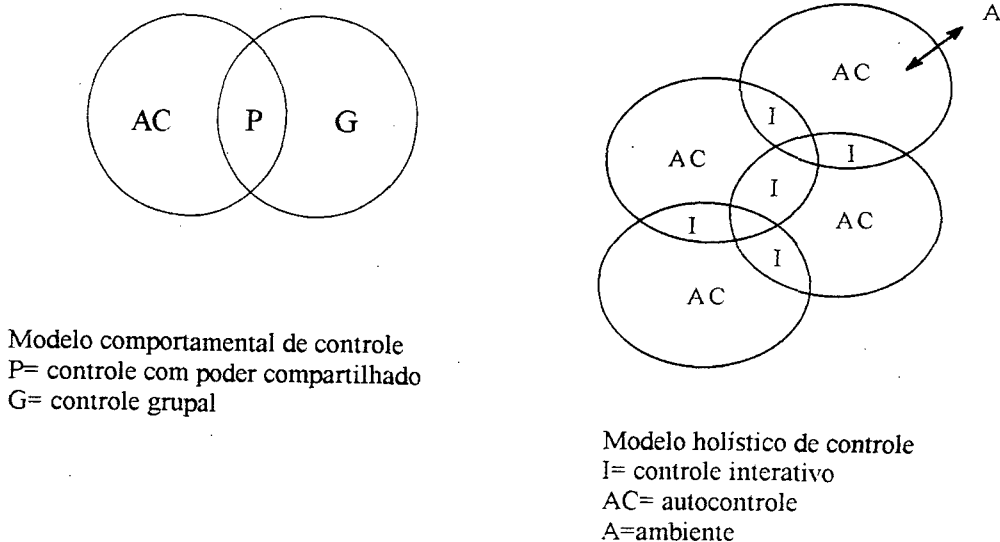 AC P G
Modelo comportamental de controle
P= controle com poder compartilhado
G= controle grupal
A
AC
I
AC
I
I
AC
I
I
AC
Modelo holístico de controle
I= controle interativo
AC= autocontrole
A=ambiente